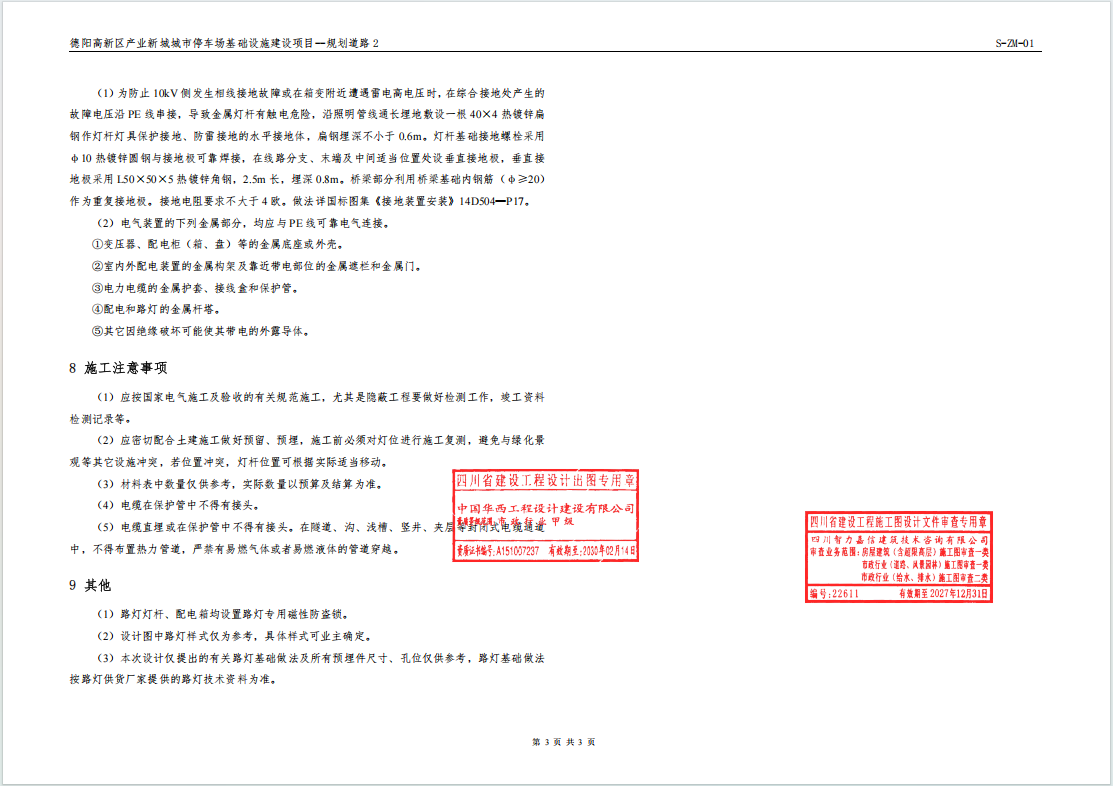 德阳高新区产业新城城市停车场基础设施建设项目—规划道路 2
S-ZM-01
（1）为防止 10kV 侧发生相线接地故障或在箱变附近遭遇雷电高电压时，在综合接地处产生的
故障电压沿 PE 线串接，导致金属灯杆有触电危险，沿照明管线通长埋地敷设一根 40×4 热镀锌扁
钢作灯杆灯具保护接地、防雷接地的水平接地体，扁钢埋深不小于 0.6m。灯杆基础接地螺栓采用
φ10 热镀锌圆钢与接地极可靠焊接，在线路分支、末端及中间适当位置处设垂直接地极，垂直接
地极采用 L50×50×5 热镀锌角钢，2.5m 长，埋深 0.8m。桥梁部分利用桥梁基础内钢筋（φ≥20）
作为重复接地极。接地电阻要求不大于 4 欧。做法详国标图集《接地装置安装》14D504—P17。
（2）电气装置的下列金属部分，均应与 PE 线可靠电气连接。
①变压器、配电柜（箱、盘）等的金属底座或外壳。
②室内外配电装置的金属构架及靠近带电部位的金属遮栏和金属门。
③电力电缆的金属护套、接线盒和保护管。
④配电和路灯的金属杆塔。
⑤其它因绝缘破坏可能使其带电的外露导体。
8 施工注意事项
（1）应按国家电气施工及验收的有关规范施工，尤其是隐蔽工程要做好检测工作，竣工资料
检测记录等。
（2）应密切配合土建施工做好预留、预埋，施工前必须对灯位进行施工复测，避免与绿化景
观等其它设施冲突，若位置冲突，灯杆位置可根据实际适当移动。
（3）材料表中数量仅供参考，实际数量以预算及结算为准。
（4）电缆在保护管中不得有接头。
（5）电缆直埋或在保护管中不得有接头。在隧道、沟、浅槽、竖井、夹层等封闭式电缆通道
中，不得布置热力管道，严禁有易燃气体或者易燃液体的管道穿越。
9 其他
（1）路灯灯杆、配电箱均设置路灯专用磁性防盗锁。
（2）设计图中路灯样式仅为参考，具体样式可业主确定。
（3）本次设计仅提出的有关路灯基础做法及所有预埋件尺寸、孔位仅供参考，路灯基础做法
按路灯供货厂家提供的路灯技术资料为准。
四川省建设工程设计出图专用章
中国华西工程设计建设有限公司
市政行业甲级
资质证书编号:A151007237 有效期至:2030年02月14日
四川省建设工程施工图设计文件审查专用章
四川智力嘉信建筑技术咨询有限公司
审查业务范围：房屋建筑（含超限高层）施工图审查一类
市政行业（道路、风景园林）施工图审查一类
市政行业（给水、排水）施工图审查二类
编号:22611 有效期至2027年12月31日
第 3 页 共 3 页